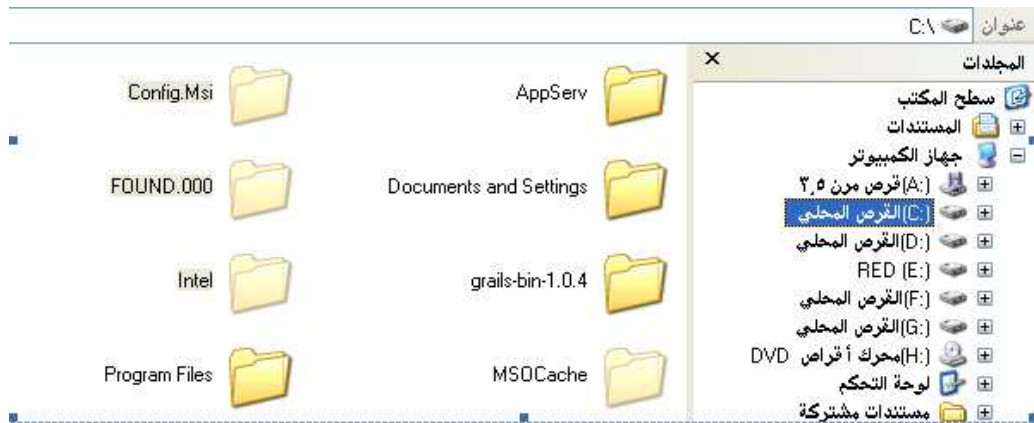 عنوان C:\
المجلدات
سطح المكتب
المستندات
جهاز الكمبيوتر
(A:)قرص مرن ٣,٥
(C:)القرص المحلي
(D:)القرص المحلي
RED (E:)
(F:)القرص المحلي
(G:)القرص المحلي
(H:)محرك أقراص DVD
لوحة التحكم
مستندات مشتركة
AppServ
Config.Msi
Documents and Settings
FOUND.000
grails-bin-1.0.4
Intel
MSOCache
Program Files